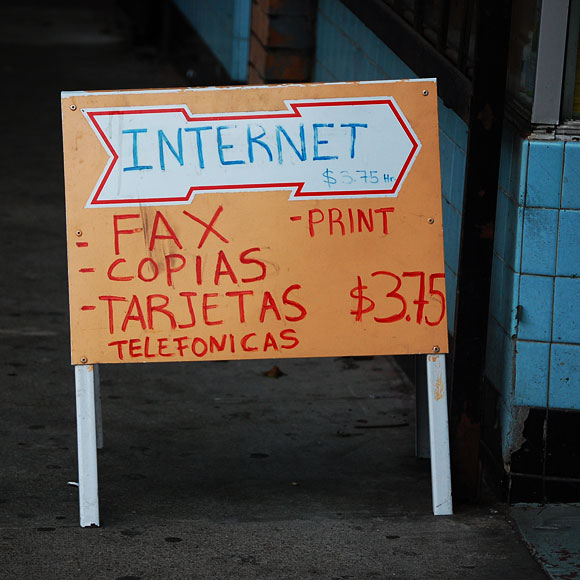 INTERNET
$3.75 Hr
- FAX - PRINT
- COPIAS
- TARJETAS $3.75
TELEFONICAS